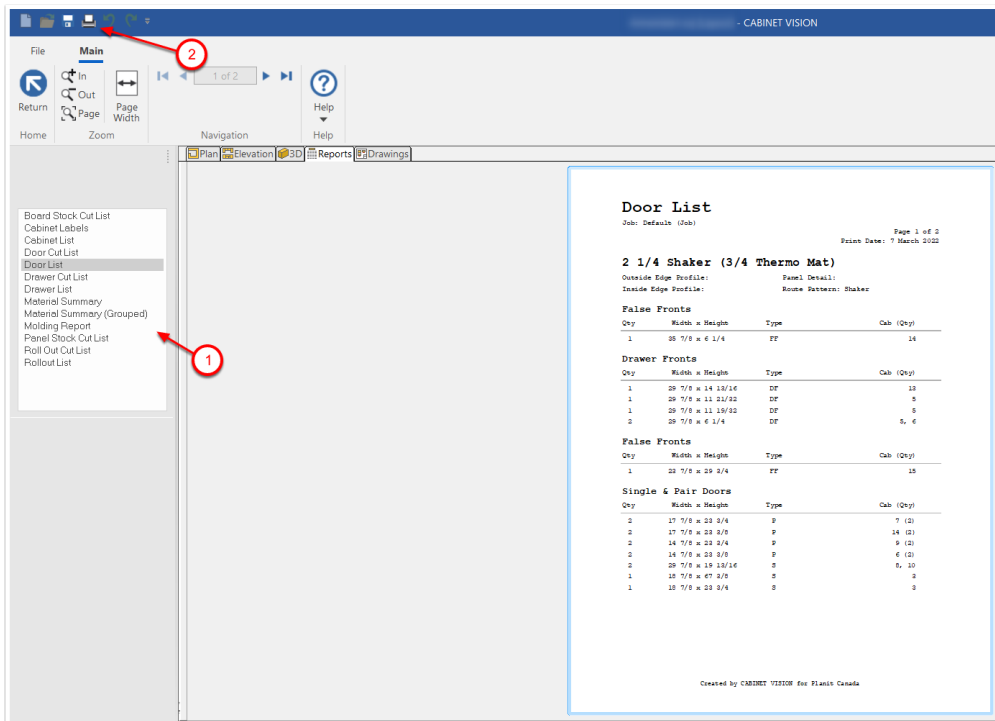 - CABINET VISION
File Main
2
In
Out
Page
Return
Page
Width
1 of 2
Help
Home Zoom Navigation Help
Plan Elevation 3D Reports Drawings
Board Stock Cut List
Cabinet Labels
Cabinet List
Door Cut List
Door List
Drawer Cut List
Drawer List
Material Summary
Material Summary (Grouped)
Molding Report
Panel Stock Cut List
Roll Out Cut List
Rollout List
1
Door List
Job: Default (Job)
Page 1 of 2
Print Date: 7 March 2022
2 1/4 Shaker (3/4 Thermo Mat)
Outside Edge Profile: Panel Detail:
Inside Edge Profile: Route Pattern: Shaker
False Fronts
Qty Width x Height Type Cab (Qty)
1 35 7/8 x 6 1/4 FF 14
Drawer Fronts
Qty Width x Height Type Cab (Qty)
1 29 7/8 x 14 13/16 DF 13
1 29 7/8 x 11 21/32 DF 5
1 29 7/8 x 11 19/32 DF 5
2 29 7/8 x 6 1/4 DF 5, 6
False Fronts
Qty Width x Height Type Cab (Qty)
1 23 7/8 x 29 3/4 FF 15
Single & Pair Doors
Qty Width x Height Type Cab (Qty)
2 17 7/8 x 23 3/4 P 7 (2)
2 17 7/8 x 23 3/8 P 14 (2)
2 14 7/8 x 23 3/4 P 9 (2)
2 14 7/8 x 23 3/8 P 6 (2)
2 29 7/8 x 19 13/16 S 8, 10
1 18 7/8 x 67 3/8 S 3
1 18 7/8 x 23 3/4 S 3
Created by CABINET VISION for Planit Canada